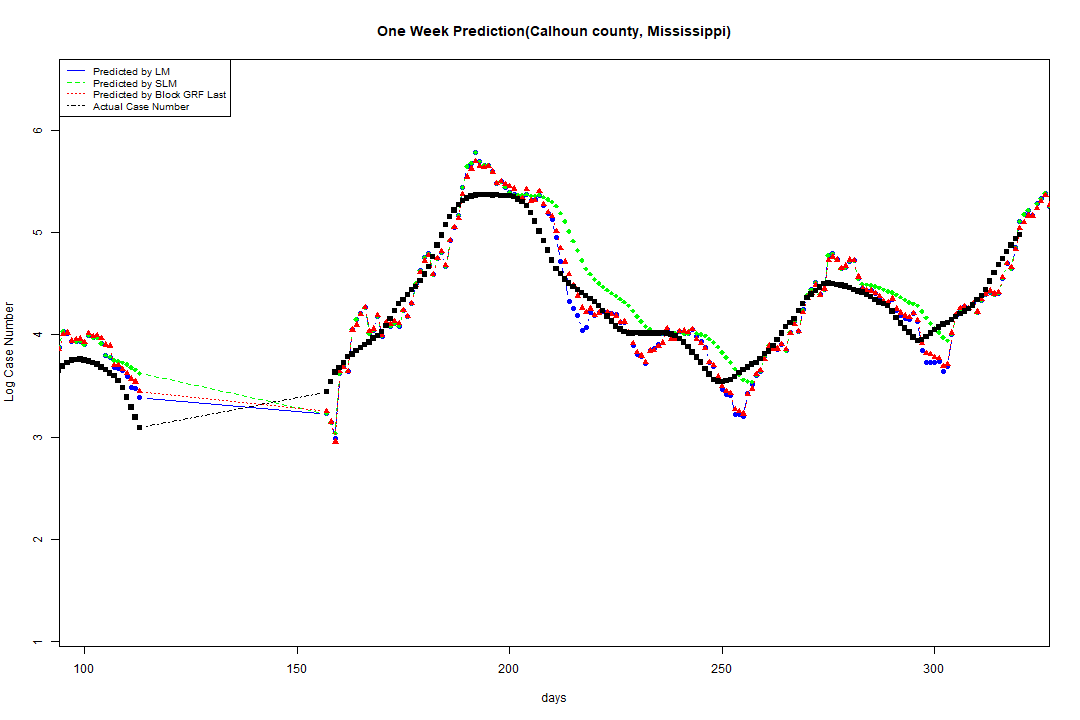 One Week Prediction(Calhoun county, Mississippi)
Predicted by LM
Predicted by SLM
Predicted by Block GRF Last
Actual Case Number
Log Case Number
6
5
4
3
2
1
100 150 200 250 300
days